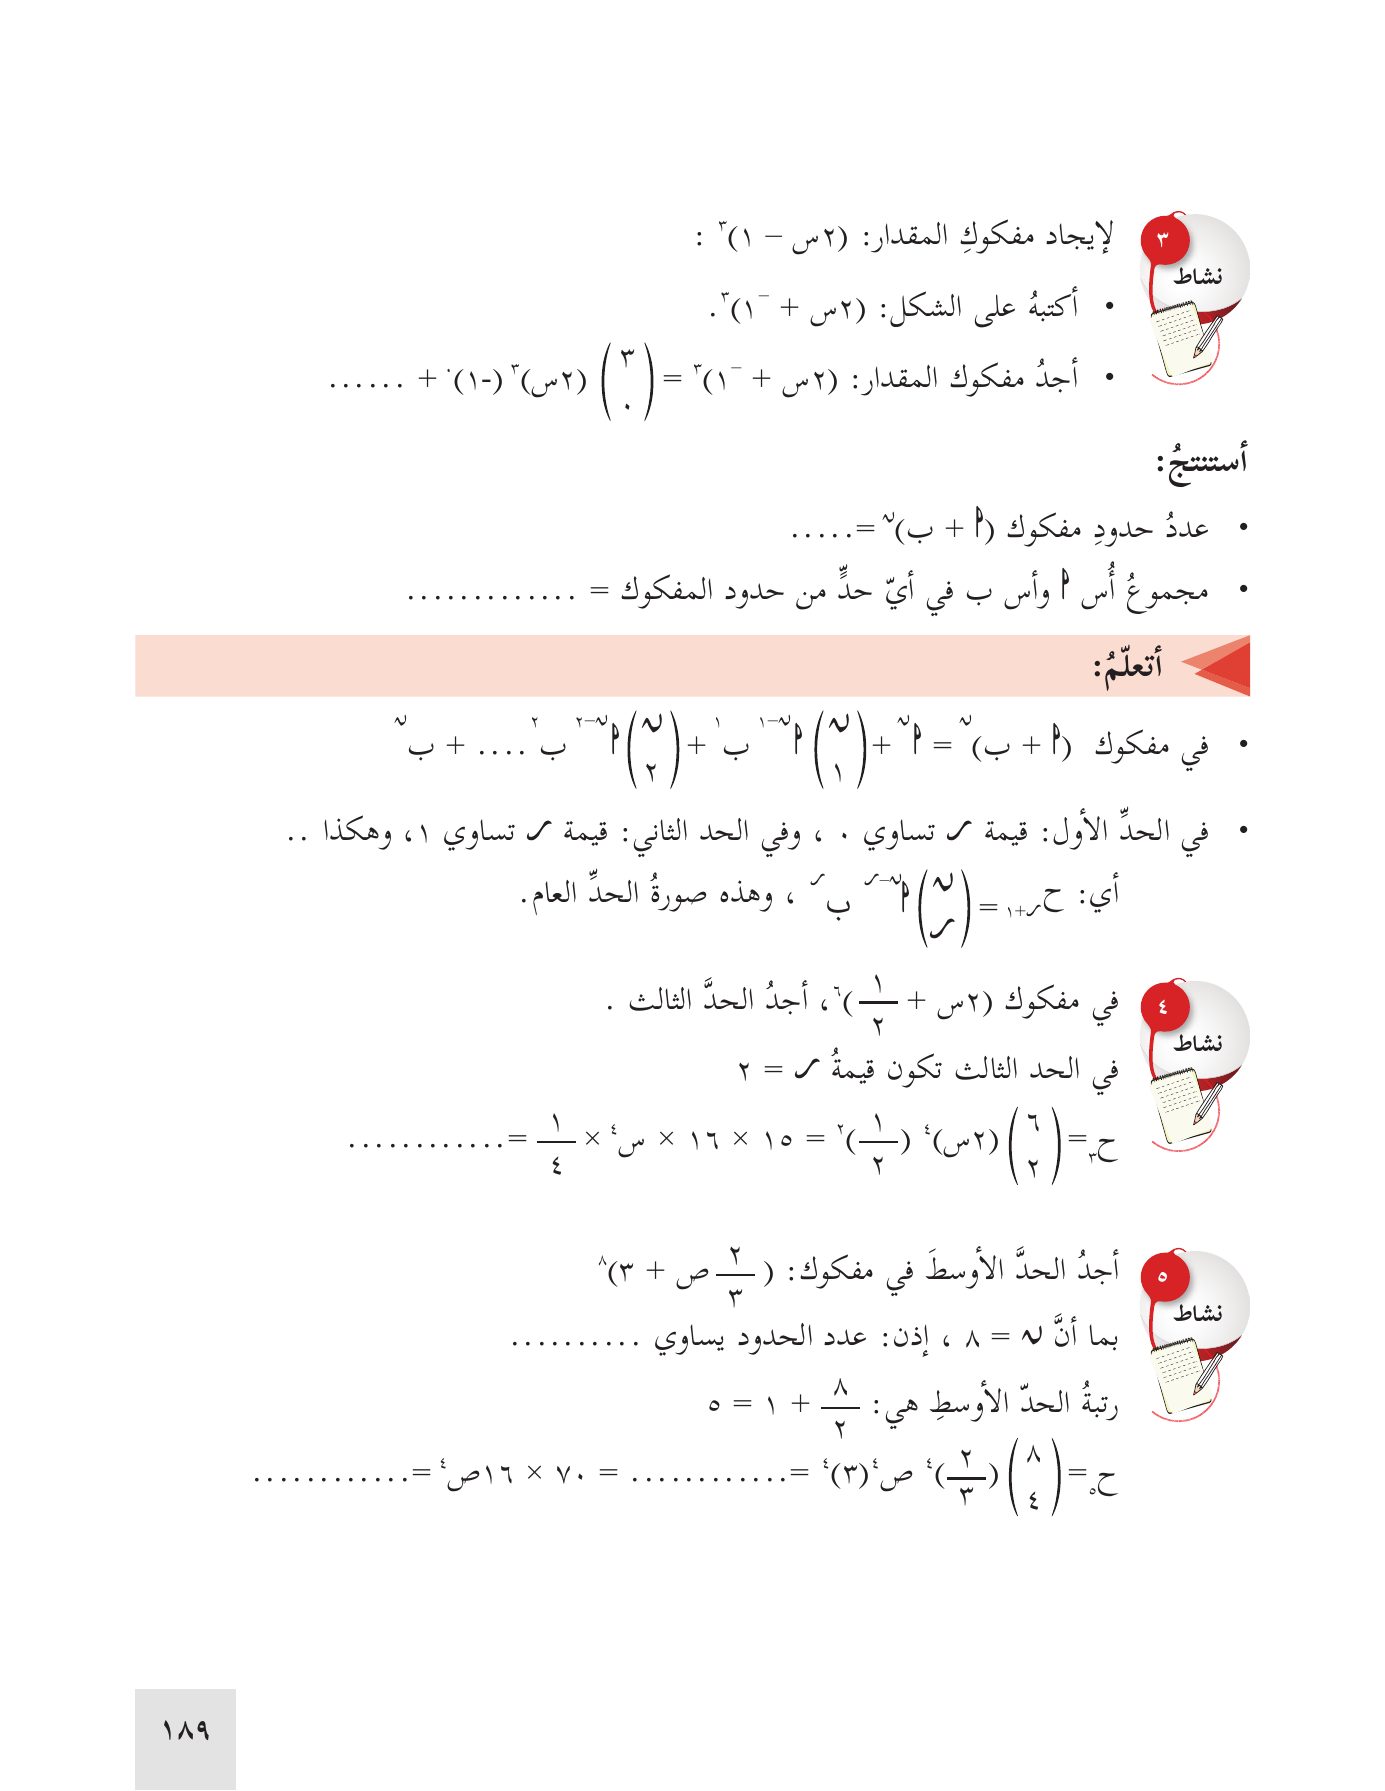 ٣
نشاط
لإيجاد مفكوكِ المقدار: (٢س − ١)^٣ :
• أكتبهُ على الشكل: (٢س + ^−١)^٣.
• أجدُ مفكوك المقدار: (٢س + ^−١)^٣ = (٣ ٠) (٢س)^٣ (-١)^٠ + ......
أستنتجُ:
• عددُ حدودِ مفكوك (أ + ب)^ن =.....
• مجموعُ أُس أ وأس ب في أيّ حدٍّ من حدود المفكوك = .............
أتعلّمُ:
• في مفكوك (أ + ب)^ن = أ^ن + (ن ١) أ^(ن−١) ب^١ + (ن ٢) أ^(ن−٢) ب^٢ .... + ب^ن
• في الحدِّ الأول: قيمة ر تساوي ٠ ، وفي الحد الثاني: قيمة ر تساوي ١، وهكذا ..
أي: ح_(ر+١) = (ن ر) أ^(ن−ر) ب^ر ، وهذه صورةُ الحدِّ العام.
٤
نشاط
في مفكوك (٢س + ١/٢)^٦، أجدُ الحدَّ الثالث .
في الحد الثالث تكون قيمةُ ر = ٢
ح_٣ = (٦ ٢) (٢س)^٤ (١/٢)^٢ = ١٥ × ١٦ × س^٤ × ١/٤ =............
٥
نشاط
أجدُ الحدَّ الأوسطَ في مفكوك: (٢/٣ ص + ٣)^٨
بما أنَّ ن = ٨ ، إذن: عدد الحدود يساوي ..........
رتبةُ الحدّ الأوسطِ هي: ٨/٢ + ١ = ٥
ح_٥ = (٨ ٤) (٢/٣)^٤ ص^٤ (٣)^٤ =............ = ٧٠ × ١٦ص^٤ =............
١٨٩